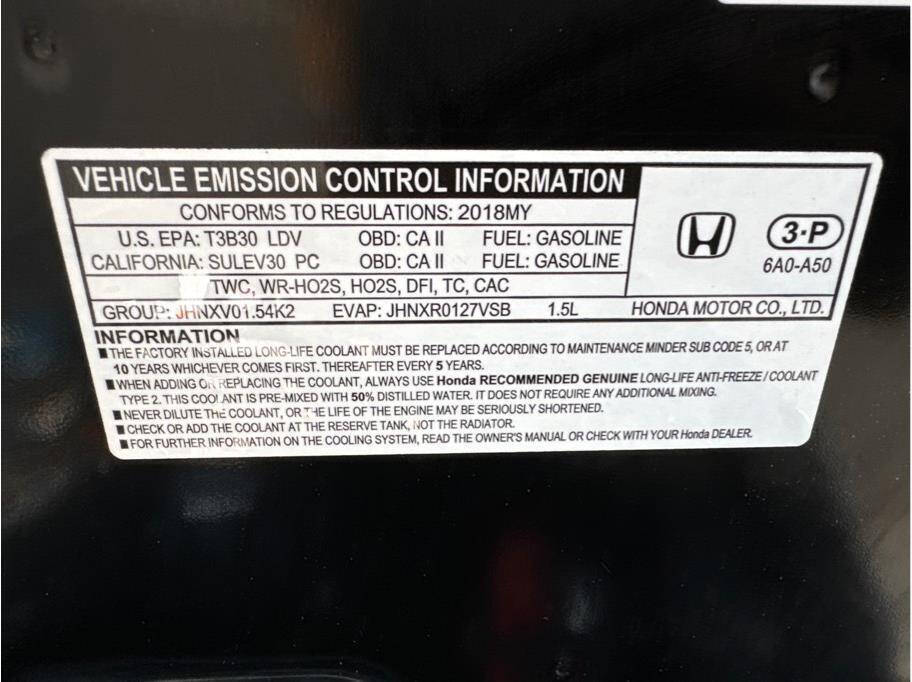 VEHICLE EMISSION CONTROL INFORMATION
CONFORMS TO REGULATIONS: 2018MY
U.S. EPA: T3B30 LDV OBD: CA II FUEL: GASOLINE
CALIFORNIA: SULEV30 PC OBD: CA II FUEL: GASOLINE
TWC, WR-HO2S, HO2S, DFI, TC, CAC
GROUP: JHNXV01.54K2 EVAP: JHNXR0127VSB 1.5L
3·P
6A0-A50
HONDA MOTOR CO., LTD.
INFORMATION
■THE FACTORY INSTALLED LONG-LIFE COOLANT MUST BE REPLACED ACCORDING TO MAINTENANCE MINDER SUB CODE 5, OR AT
10 YEARS WHICHEVER COMES FIRST. THEREAFTER EVERY 5 YEARS.
■WHEN ADDING OR REPLACING THE COOLANT, ALWAYS USE Honda RECOMMENDED GENUINE LONG-LIFE ANTI-FREEZE / COOLANT
TYPE 2. THIS COOLANT IS PRE-MIXED WITH 50% DISTILLED WATER. IT DOES NOT REQUIRE ANY ADDITIONAL MIXING.
■NEVER DILUTE THE COOLANT, OR THE LIFE OF THE ENGINE MAY BE SERIOUSLY SHORTENED.
■CHECK OR ADD THE COOLANT AT THE RESERVE TANK, NOT THE RADIATOR.
■FOR FURTHER INFORMATION ON THE COOLING SYSTEM, READ THE OWNER'S MANUAL OR CHECK WITH YOUR Honda DEALER.